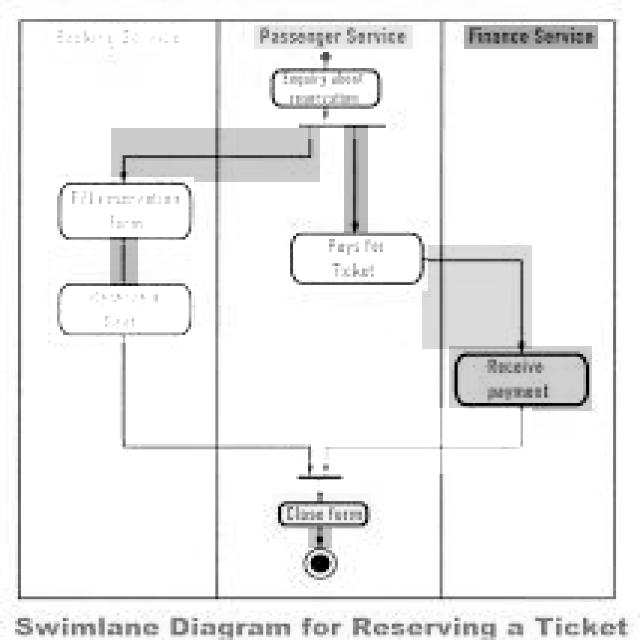 Booking Service
Passenger Service
Finance Service
Enquiry about
reservation
Fill reservation
form
Pays for
Ticket
Reserve a
Seat
Receive
payment
Close form
Swimlane Diagram for Reserving a Ticket